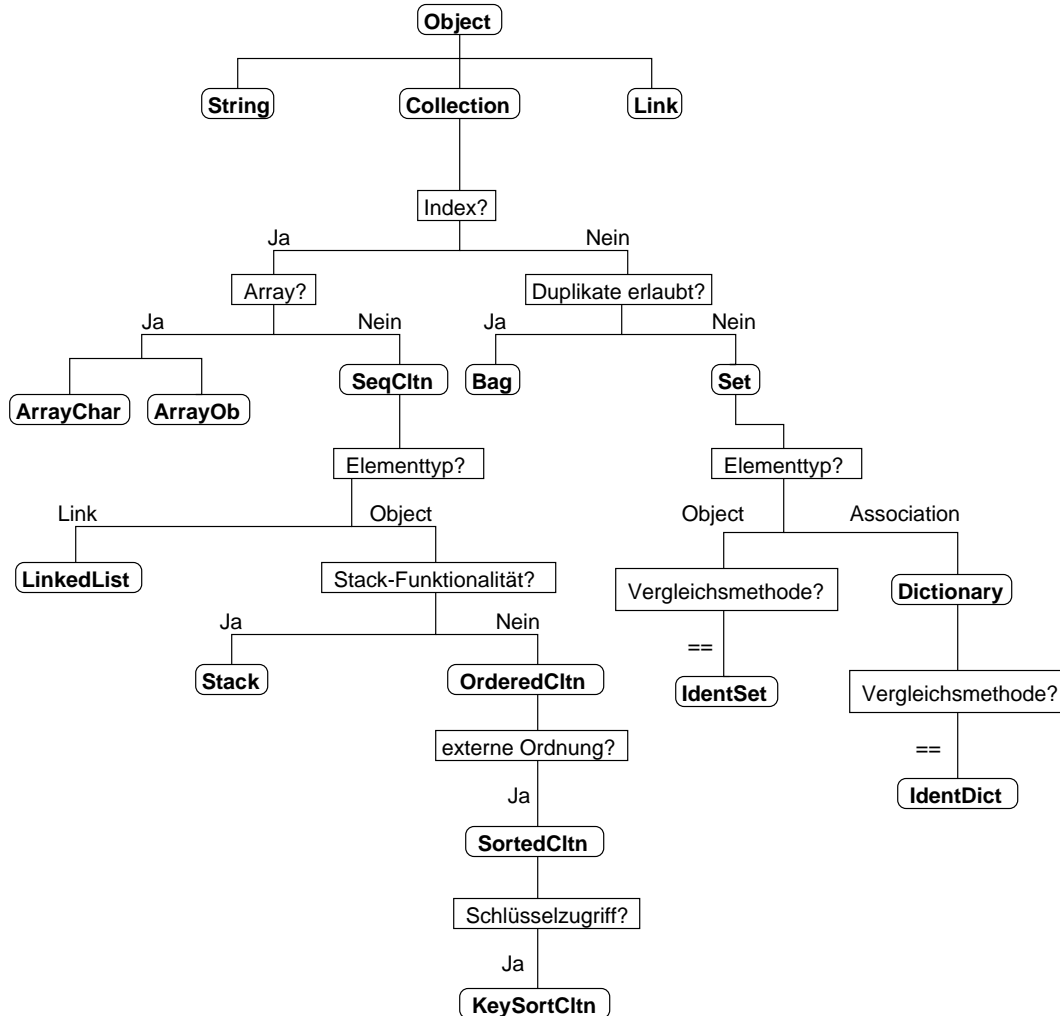 Object
String
Collection
Link
Index?
Ja
Nein
Array?
Duplikate erlaubt?
Ja
Nein
Ja
Nein
SeqCltn
Bag
Set
ArrayChar
ArrayOb
Elementtyp?
Elementtyp?
Link
Object
Object
Association
LinkedList
Stack-Funktionalität?
Vergleichsmethode?
Dictionary
Ja
Nein
==
Stack
OrderedCltn
IdentSet
Vergleichsmethode?
externe Ordnung?
==
Ja
IdentDict
SortedCltn
Schlüsselzugriff?
Ja
KeySortCltn